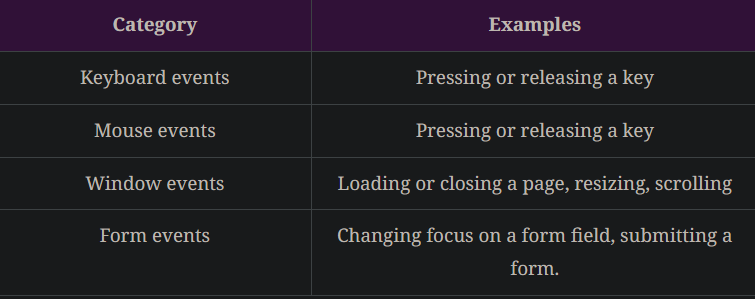 Category Examples
Keyboard events Pressing or releasing a key
Mouse events Pressing or releasing a key
Window events Loading or closing a page, resizing, scrolling
Form events Changing focus on a form field, submitting a
form.